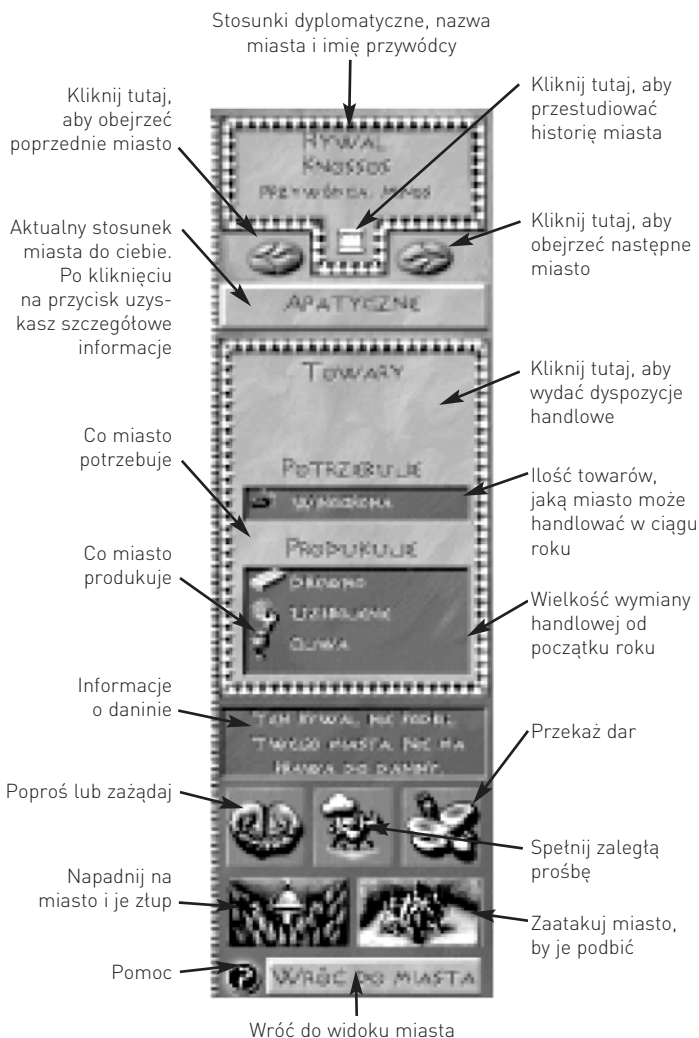 Stosunki dyplomatyczne, nazwa
miasta i imię przywódcy
Kliknij tutaj,
aby obejrzeć
poprzednie miasto
Kliknij tutaj, aby
przestudiować
historię miasta
RYWAL
KNOSSOS
PRZYWÓDCA MINOS
Aktualny stosunek
miasta do ciebie.
Po kliknięciu
na przycisk uzys-
kasz szczegółowe
informacje
Kliknij tutaj, aby
obejrzeć następne
miasto
APATYCZNE
TOWARY
Kliknij tutaj, aby
wydać dyspozycje
handlowe
Co miasto
potrzebuje
POTRZEBUJE
Ilość towarów,
jaką miasto może
handlować w ciągu
roku
PRODUKUJE
Co miasto
produkuje
DREWNO
UZBROJENIE
OLIWA
Wielkość wymiany
handlowej od
początku roku
Informacje
o daninie
TEN RYWAL NIE PODBIŁ
TWEGO MIASTA. NIE MA
PRAWA DO DANINY.
Przekaż dar
Poproś lub zażądaj
Spełnij zaległą
prośbę
Napadnij na
miasto i je złup
Zaatakuj miasto,
by je podbić
Pomoc
?
WRÓĆ DO MIASTA
Wróć do widoku miasta